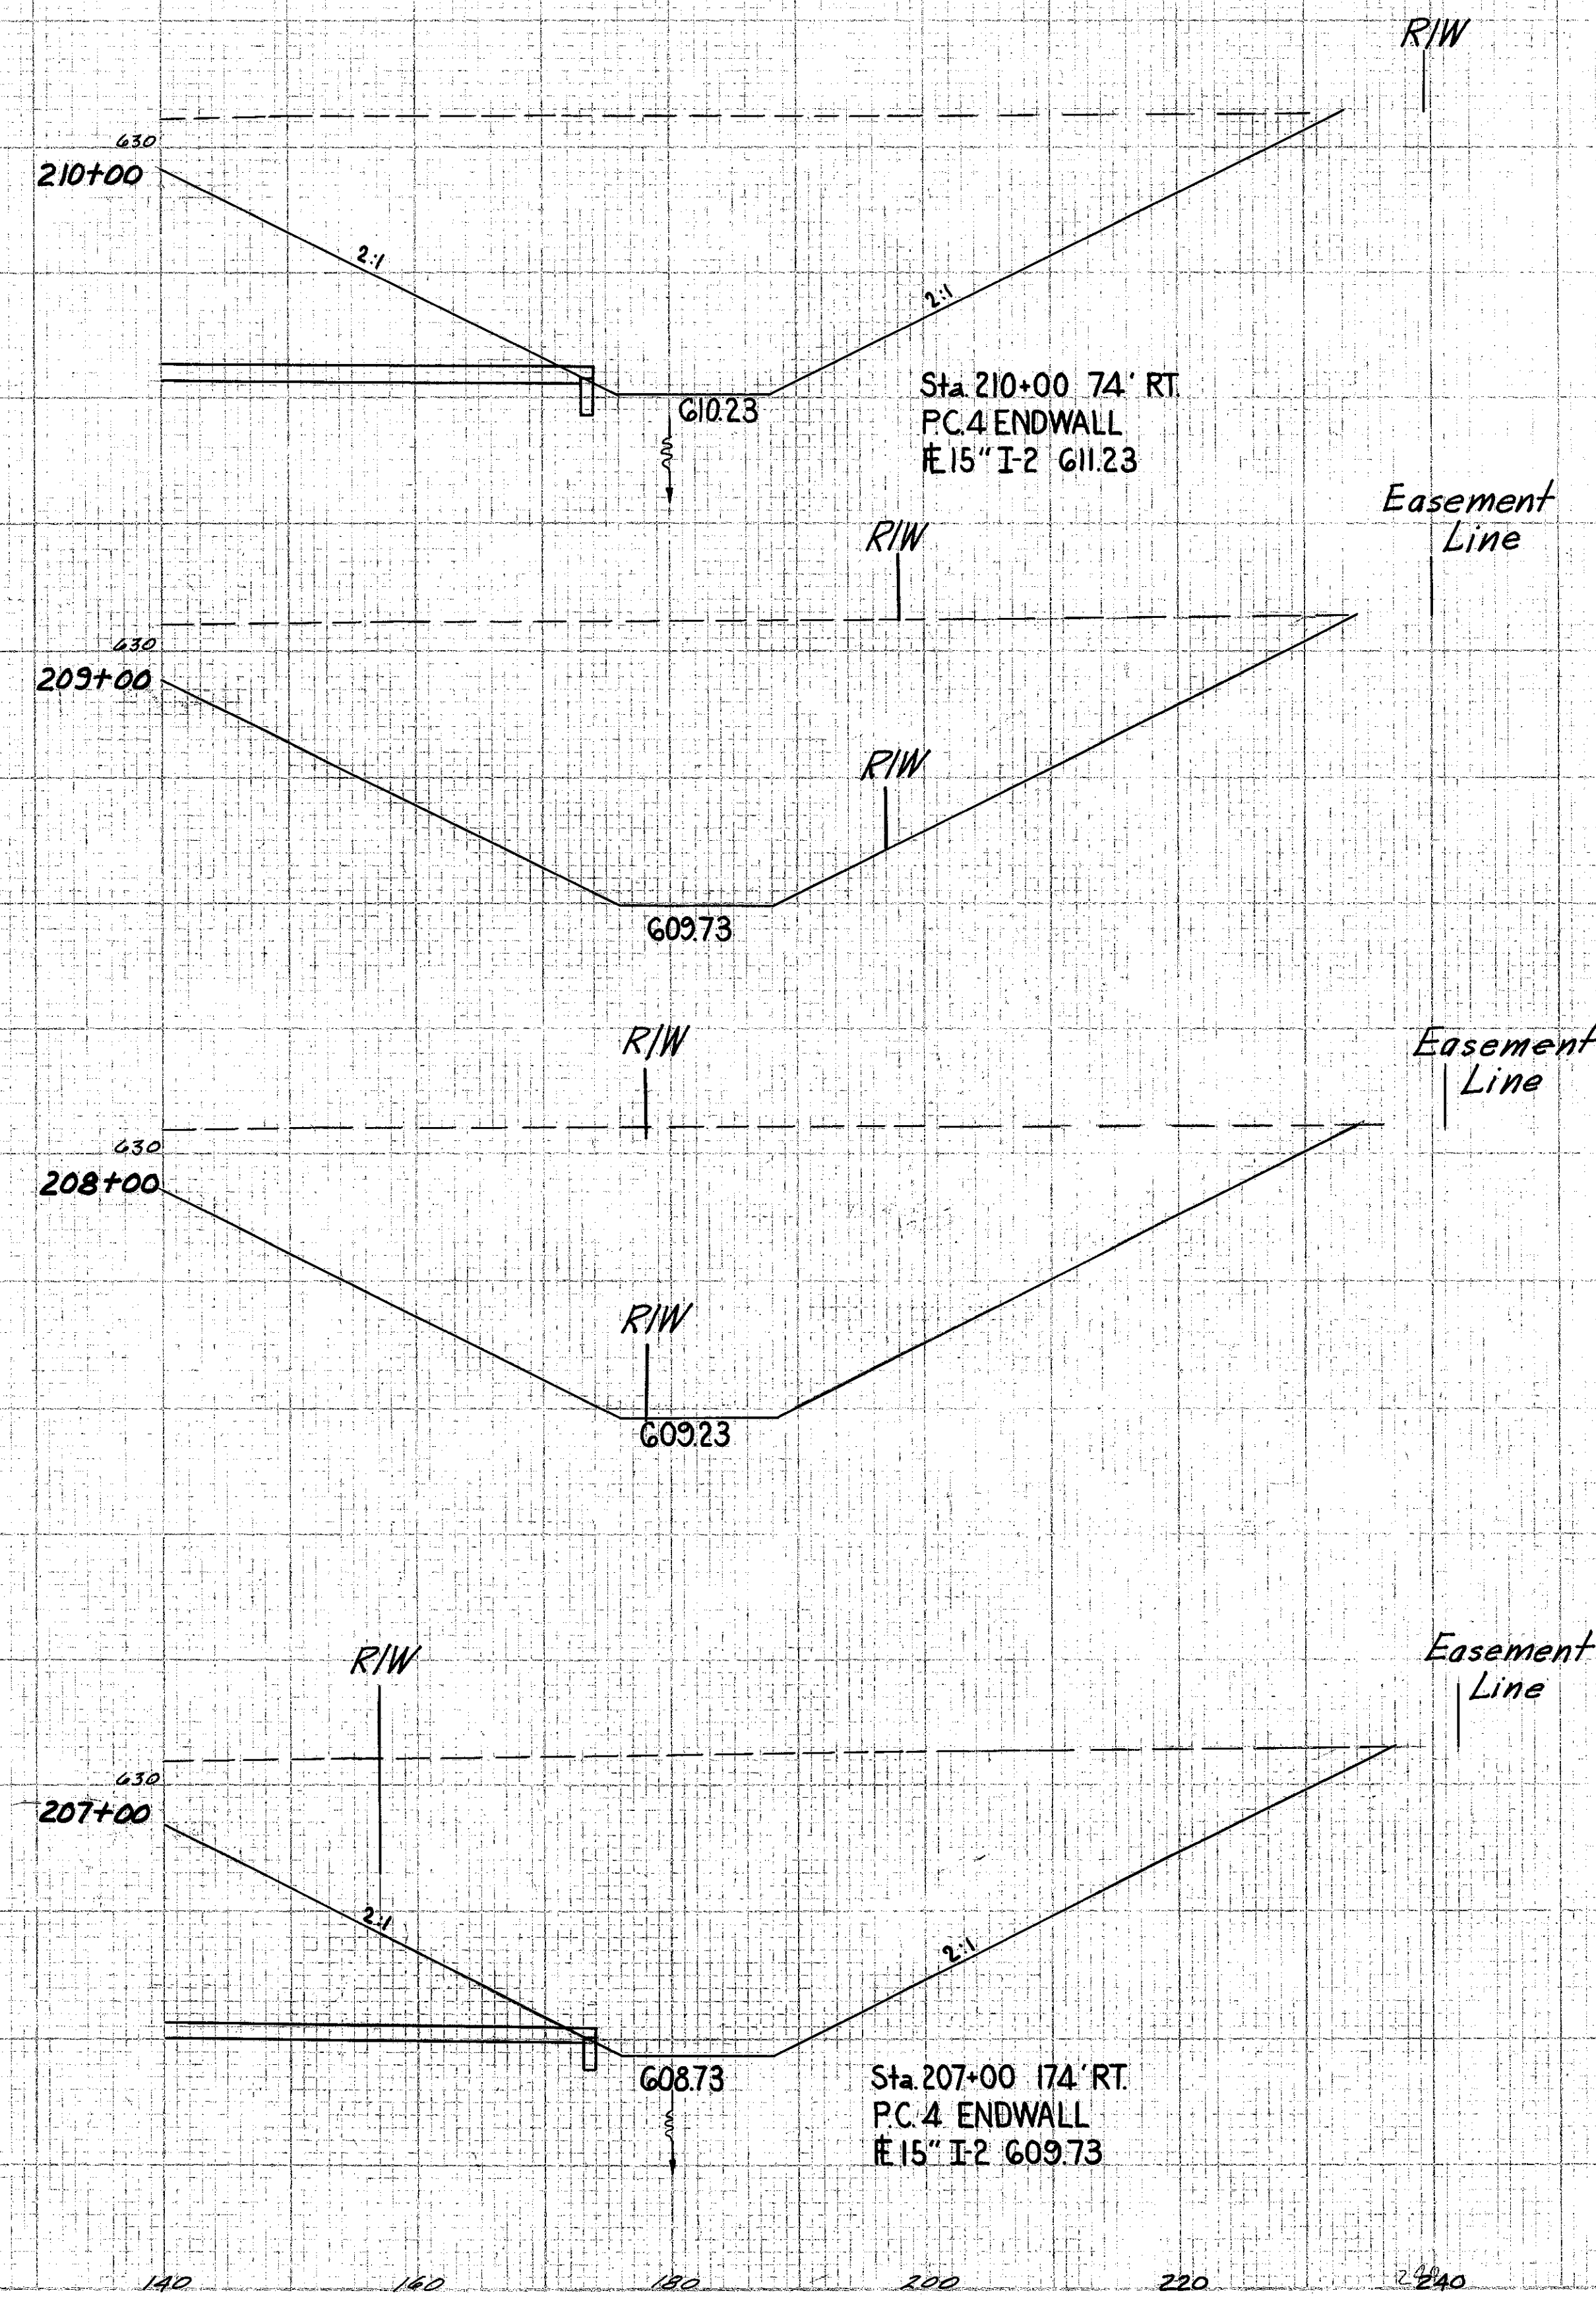 R/W
630
210+00
2:1
2:1
610.23
Sta. 210+00 74' RT.
P.C. 4 ENDWALL
FE 15" I-2 611.23
Easement
Line
R/W
630
209+00
R/W
609.73
R/W
Easement
Line
630
208+00
R/W
609.23
R/W
Easement
Line
630
207+00
2:1
2:1
608.73
Sta. 207+00 174' RT.
P.C. 4 ENDWALL
FE 15" I-2 609.73
140 160 180 200 220 240